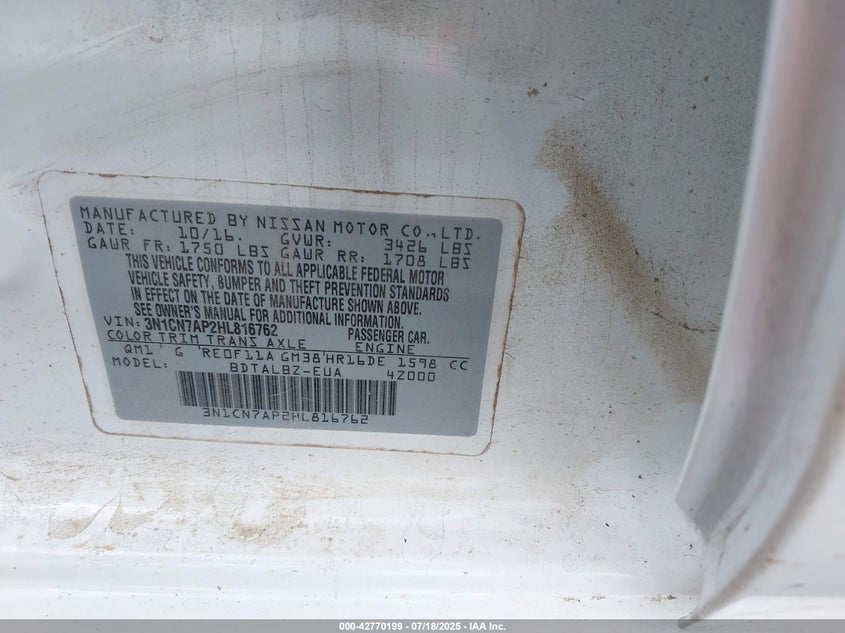 MANUFACTURED BY NISSAN MOTOR CO.,LTD.
DATE: 10/16. GVWR: 3426 LBS
GAWR FR: 1750 LBS GAWR RR: 1708 LBS
THIS VEHICLE CONFORMS TO ALL APPLICABLE FEDERAL MOTOR
VEHICLE SAFETY, BUMPER AND THEFT PREVENTION STANDARDS
IN EFFECT ON THE DATE OF MANUFACTURE SHOWN ABOVE.
SEE OWNER'S MANUAL FOR ADDITIONAL INFORMATION.
VIN: 3N1CN7AP2HL816762 PASSENGER CAR.
COLOR TRIM TRANS AXLE ENGINE
QM1 G RE0F11A GM38 HR16DE 1598 CC
MODEL: BDTALBZ-EUA 42000
3N1CN7AP2HL816762
000-42770199 - 07/18/2025 - IAA Inc.